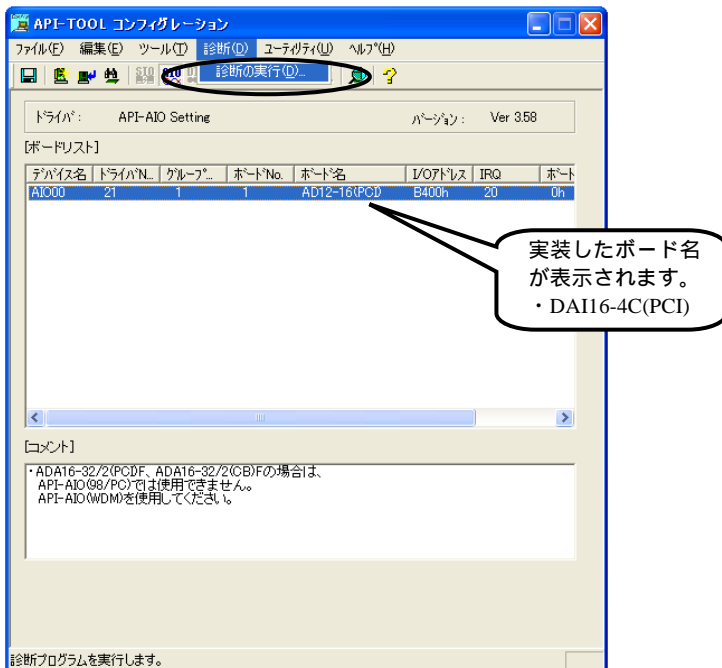 API-TOOL コンフィグレーション
ファイル(F) 編集(E) ツール(T) 診断(D) ユーティリティ(U) ヘルプ(H)
診断の実行(D)...
ドライバ: API-AIO Setting バージョン: Ver 3.58
[ボードリスト]
デバイス名 ドライバN... グループ... ボードNo. ボード名 I/Oアドレス IRQ ボート
AIO00 21 1 1 AD12-16(PCI) B400h 20 0h
実装したボード名
が表示されます。
・DAI16-4C(PCI)
[コメント]
・ADA16-32/2(PCI)F、ADA16-32/2(CB)Fの場合は、
API-AIO(98/PC)では使用できません。
API-AIO(WDM)を使用してください。
診断プログラムを実行します。